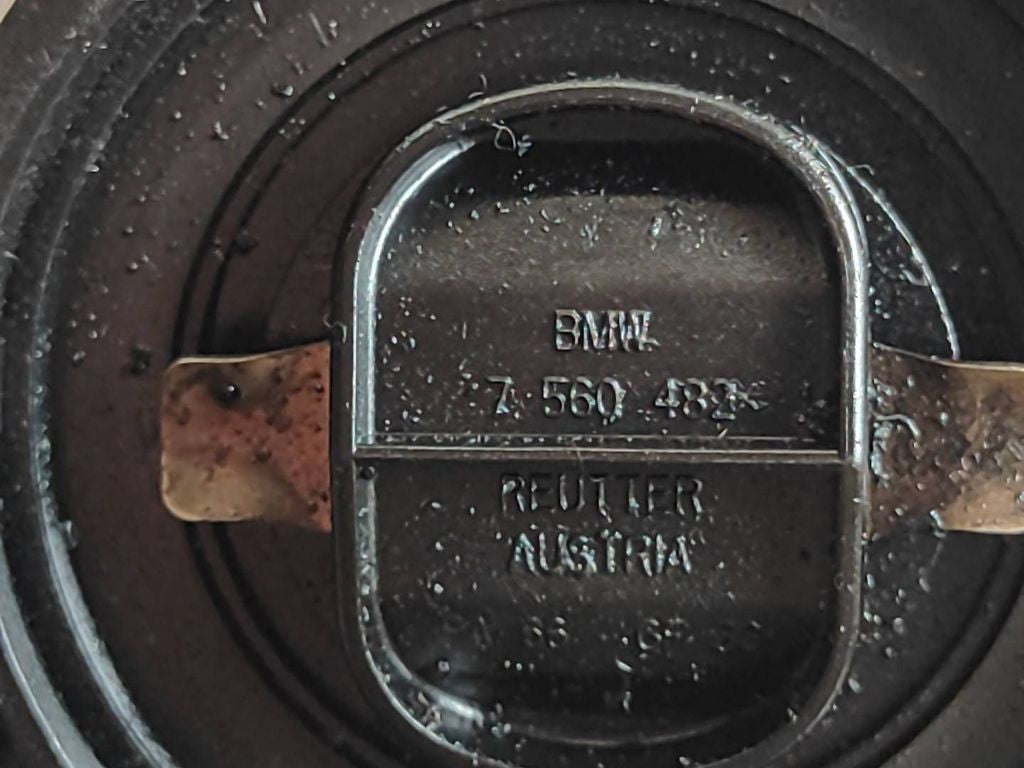 BMW
7 560 482
REUTTER
AUSTRIA